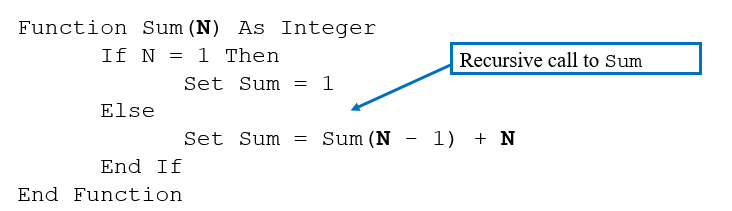 Function Sum(N) As Integer
If N = 1 Then
Recursive call to Sum
Set Sum = 1
Else
Set Sum = Sum(N - 1) + N
End If
End Function